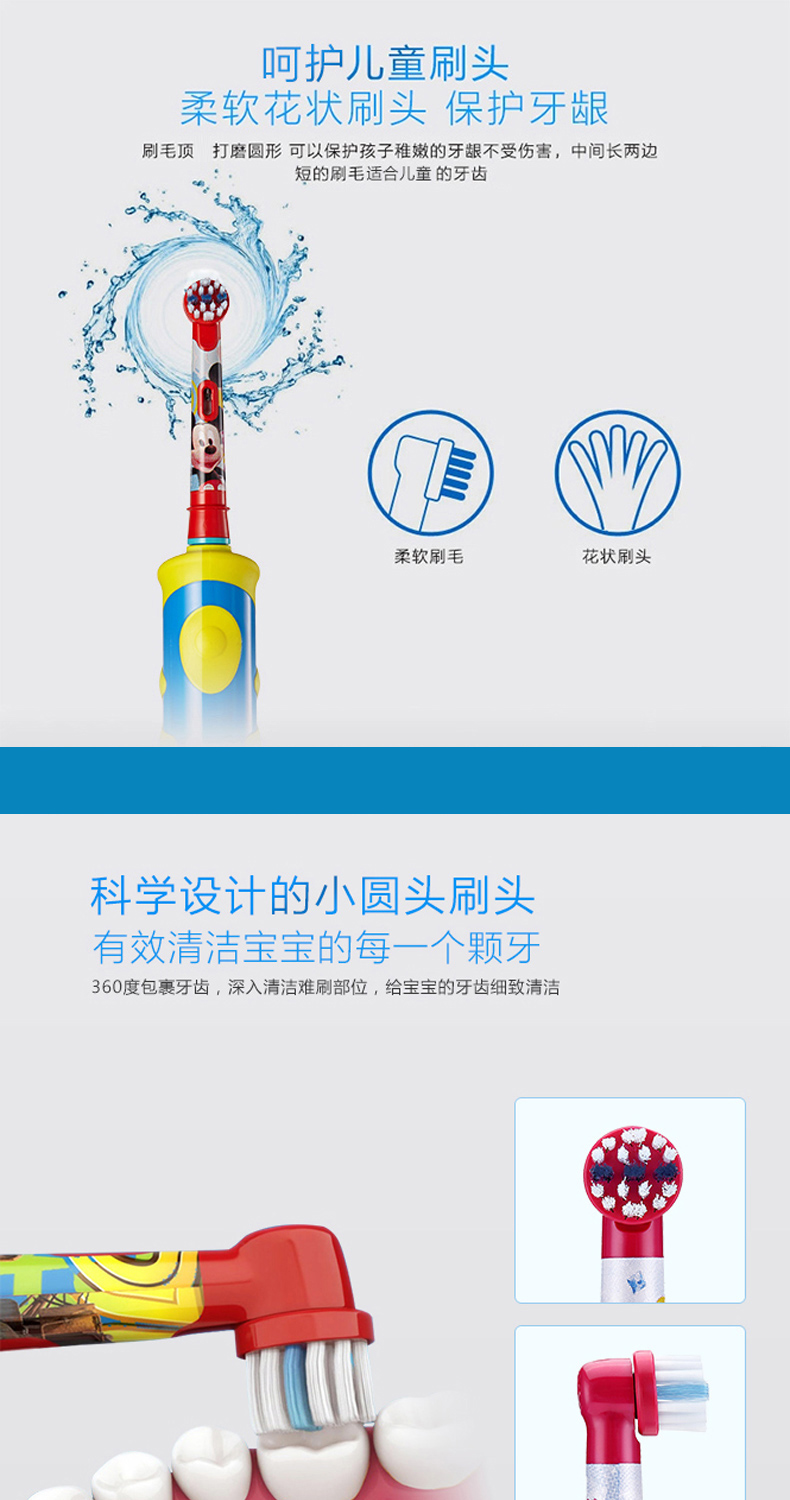 呵护儿童刷头
柔软花状刷头 保护牙龈
刷毛顶 打磨圆形 可以保护孩子稚嫩的牙龈不受伤害，中间长两边
短的刷毛适合儿童 的牙齿
柔软刷毛
花状刷头
科学设计的小圆头刷头
有效清洁宝宝的每一个颗牙
360度包裹牙齿，深入清洁难刷部位，给宝宝的牙齿细致清洁